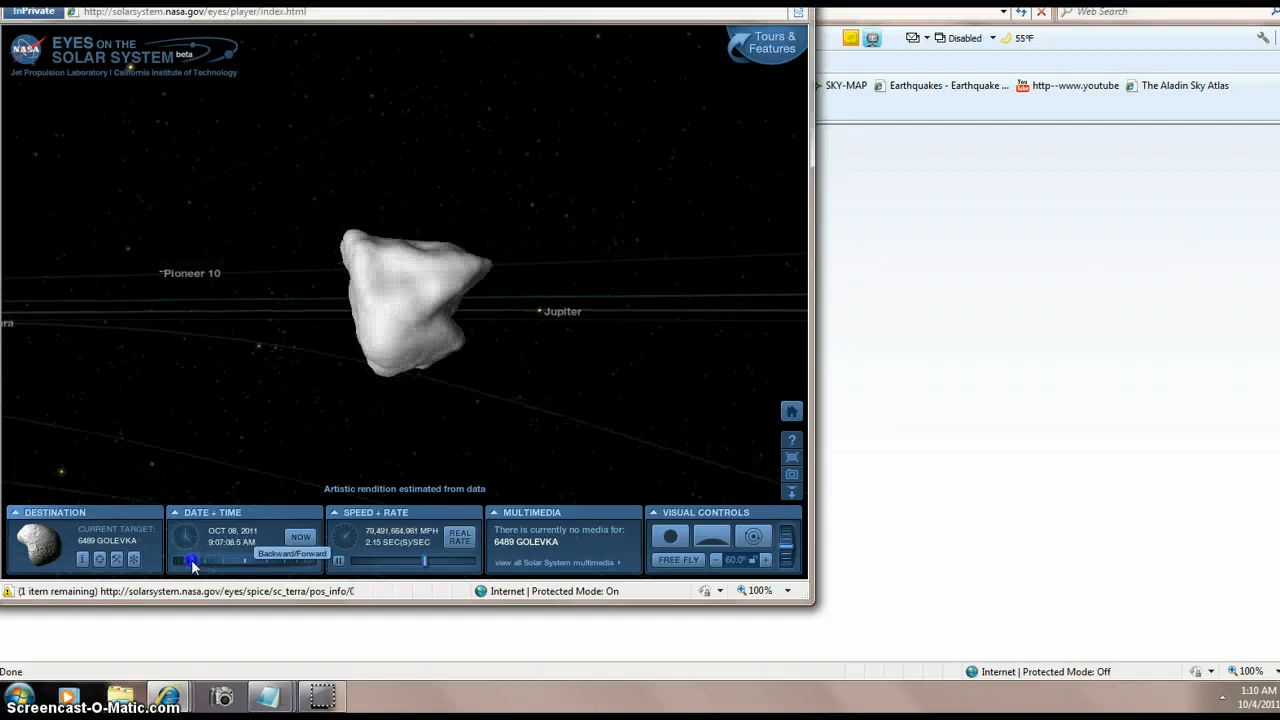 InPrivate http://solarsystem.nasa.gov/eyes/player/index.html
Web Search
NASA EYES ON THE
SOLAR SYSTEM beta
Jet Propulsion Laboratory | California Institute of Technology
Tours &
Features
Disabled 55°F
SKY-MAP Earthquakes - Earthquake ... You Tube http--www.youtube The Aladin Sky Atlas
Pioneer 10
Jupiter
ra
?
Artistic rendition estimated from data
DESTINATION
CURRENT TARGET:
6489 GOLEVKA
DATE + TIME
OCT 08, 2011
9:07:08.5 AM
NOW
Backward/Forward
SPEED + RATE
79,491,664,981 MPH
2.15 SEC(S)/SEC
REAL
RATE
MULTIMEDIA
There is currently no media for:
6489 GOLEVKA
view all Solar System multimedia
VISUAL CONTROLS
FREE FLY
60.0°
(1 item remaining) http://solarsystem.nasa.gov/eyes/spice/sc_terra/pos_info/0
Internet | Protected Mode: On
100%
Done
Internet | Protected Mode: Off
100%
1:10 AM
10/4/2011
Screencast-O-Matic.com